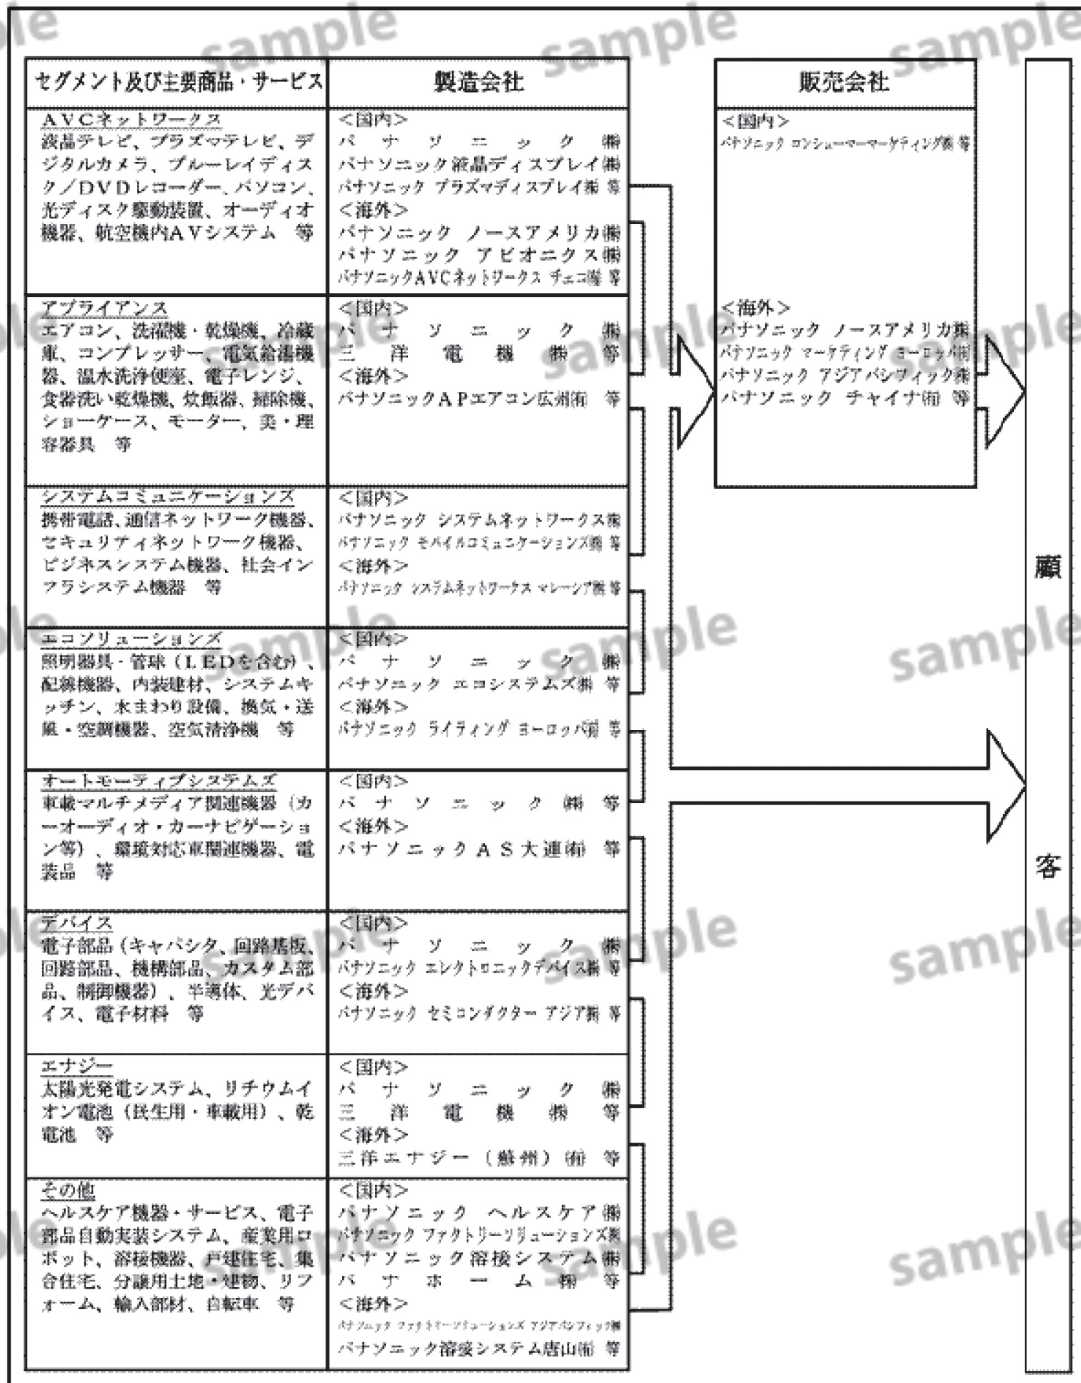 セグメント及び主要商品・サービス
製造会社
販売会社
AVCネットワークス
液晶テレビ、プラズマテレビ、デ
ジタルカメラ、ブルーレイディス
ク/DVDレコーダー、パソコン、
光ディスク駆動装置、オーディオ
機器、航空機内AVシステム 等
<国内>
パナソニック㈱
パナソニック液晶ディスプレイ㈱
パナソニック プラズマディスプレイ㈱ 等
<海外>
パナソニック ノースアメリカ㈱
パナソニック アビオニクス㈱
パナソニックAVCネットワークス チェコ㈲ 等
アプライアンス
エアコン、洗濯機・乾燥機、冷蔵
庫、コンプレッサー、電気給湯機
器、温水洗浄便座、電子レンジ、
食器洗い乾燥機、炊飯器、掃除機、
ショーケース、モーター、美・理
容器具 等
<国内>
パナソニック㈱
三洋電機㈱等
<海外>
パナソニックAPエアコン広州㈲ 等
システムコミュニケーションズ
携帯電話、通信ネットワーク機器、
セキュリティネットワーク機器、
ビジネスシステム機器、社会イン
フラシステム機器 等
<国内>
パナソニック システムネットワークス㈱
パナソニック モバイルコミュニケーションズ㈱ 等
<海外>
パナソニック システムネットワークス マレーシア㈱ 等
エコソリューションズ
照明器具・管球(LEDを含む)、
配線機器、内装建材、システムキ
ッチン、水まわり設備、換気・送
風・空調機器、空気清浄機 等
<国内>
パナソニック㈱
パナソニック エコシステムズ㈱ 等
<海外>
パナソニック ライティング ヨーロッパ㈲ 等
オートモーティブシステムズ
車載マルチメディア関連機器(カ
ーオーディオ・カーナビゲーショ
ン等)、環境対応車関連機器、電
装品 等
<国内>
パナソニック㈱等
<海外>
パナソニックAS大連㈲ 等
デバイス
電子部品(キャパシタ、回路基板、
回路部品、機構部品、カスタム部
品、制御機器)、半導体、光デバ
イス、電子材料 等
<国内>
パナソニック㈱
パナソニック エレクトロニックデバイス㈱ 等
<海外>
パナソニック セミコンダクター アジア㈱ 等
エナジー
太陽光発電システム、リチウムイ
オン電池(民生用・車載用)、乾
電池 等
<国内>
パナソニック㈱
三洋電機㈱等
<海外>
三洋エナジー(蘇州)㈲ 等
その他
ヘルスケア機器・サービス、電子
部品自動実装システム、産業用ロ
ボット、溶接機器、戸建住宅、集
合住宅、分譲用土地・建物、リフ
ォーム、輸入部材、自転車 等
<国内>
パナソニック ヘルスケア㈱
パナソニック ファクトリーソリューションズ㈱
パナソニック溶接システム㈱
パナホーム㈱等
<海外>
パナソニック ファクトリーソリューションズ アジアパシフィック㈱
パナソニック溶接システム唐山㈲ 等
<国内>
パナソニック コンシューマーマーケティング㈱ 等
<海外>
パナソニック ノースアメリカ㈱
パナソニック マーケティング ヨーロッパ㈲
パナソニック アジアパシフィック㈱
パナソニック チャイナ㈲ 等
顧客
sample